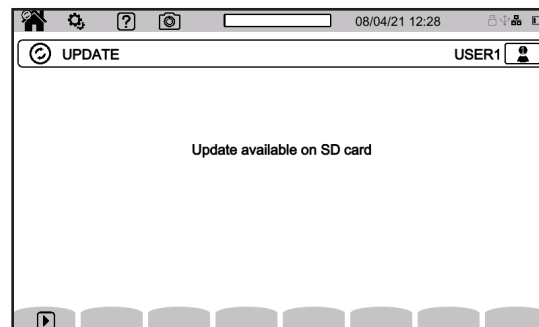 08/04/21 12:28
UPDATE
USER1
Update available on SD card